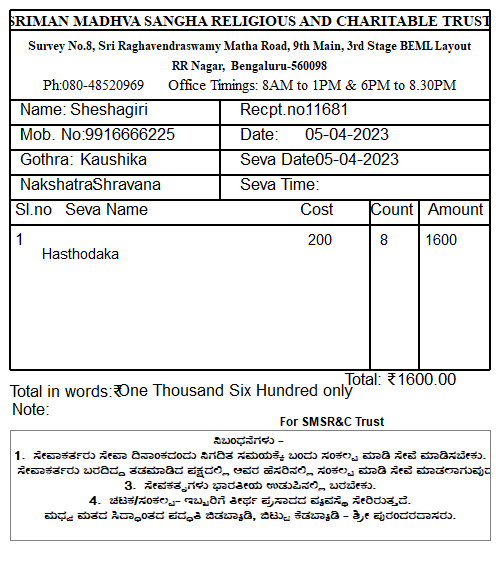 SRIMAN MADHVA SANGHA RELIGIOUS AND CHARITABLE TRUST
Survey No.8, Sri Raghavendraswamy Matha Road, 9th Main, 3rd Stage BEML Layout
RR Nagar, Bengaluru-560098
Ph:080-48520969 Office Timings: 8AM to 1PM & 6PM to 8.30PM
Name: Sheshagiri Recpt.no11681
Mob. No:9916666225 Date: 05-04-2023
Gothra: Kaushika Seva Date05-04-2023
NakshatraShravana Seva Time:
Sl.no Seva Name Cost Count Amount
1 200 8 1600
Hasthodaka
Total: ₹1600.00
Total in words:₹One Thousand Six Hundred only
Note:
For SMSR&C Trust
ನಿಬಂಧನೆಗಳು –
1. ಸೇವಾಕರ್ತರು ಸೇವಾ ದಿನಾಂಕದಂದು ನಿಗದಿತ ಸಮಯಕ್ಕೆ ಬಂದು ಸಂಕಲ್ಪ ಮಾಡಿ ಸೇವೆ ಮಾಡಿಸಬೇಕು.
ಸೇವಾಕರ್ತರು ಬರದಿದ್ದ ತಡಮಾಡಿದ ಪಕ್ಷದಲ್ಲಿ ಅವರ ಹೆಸರಿನಲ್ಲಿ ಸಂಕಲ್ಪ ಮಾಡಿ ಸೇವೆ ಮಾಡಲಾಗುವುದ
3. ಸೇವಕತೃಗಳು ಭಾರತೀಯ ಉಡುಪಿನಲ್ಲಿ ಬರಬೇಕು.
4. ಚಟಕ/ಸಂಕಲ್ಪ– ಇಬ್ಬರಿಗೆ ತೀರ್ಥ ಪ್ರಸಾದದ ವ್ಯವಸ್ಥೆ ಸೇರಿರುತ್ತದೆ.
ಮಧ್ವ ಮತದ ಸಿದ್ಧಾಂತದ ಪದ್ಧತಿ ಬಿಡಬ್ಯಾಡಿ, ಬಿಟ್ಟು ಕೆಡಬ್ಯಾಡಿ – ಶ್ರೀ ಪುರಂದರದಾಸರು.